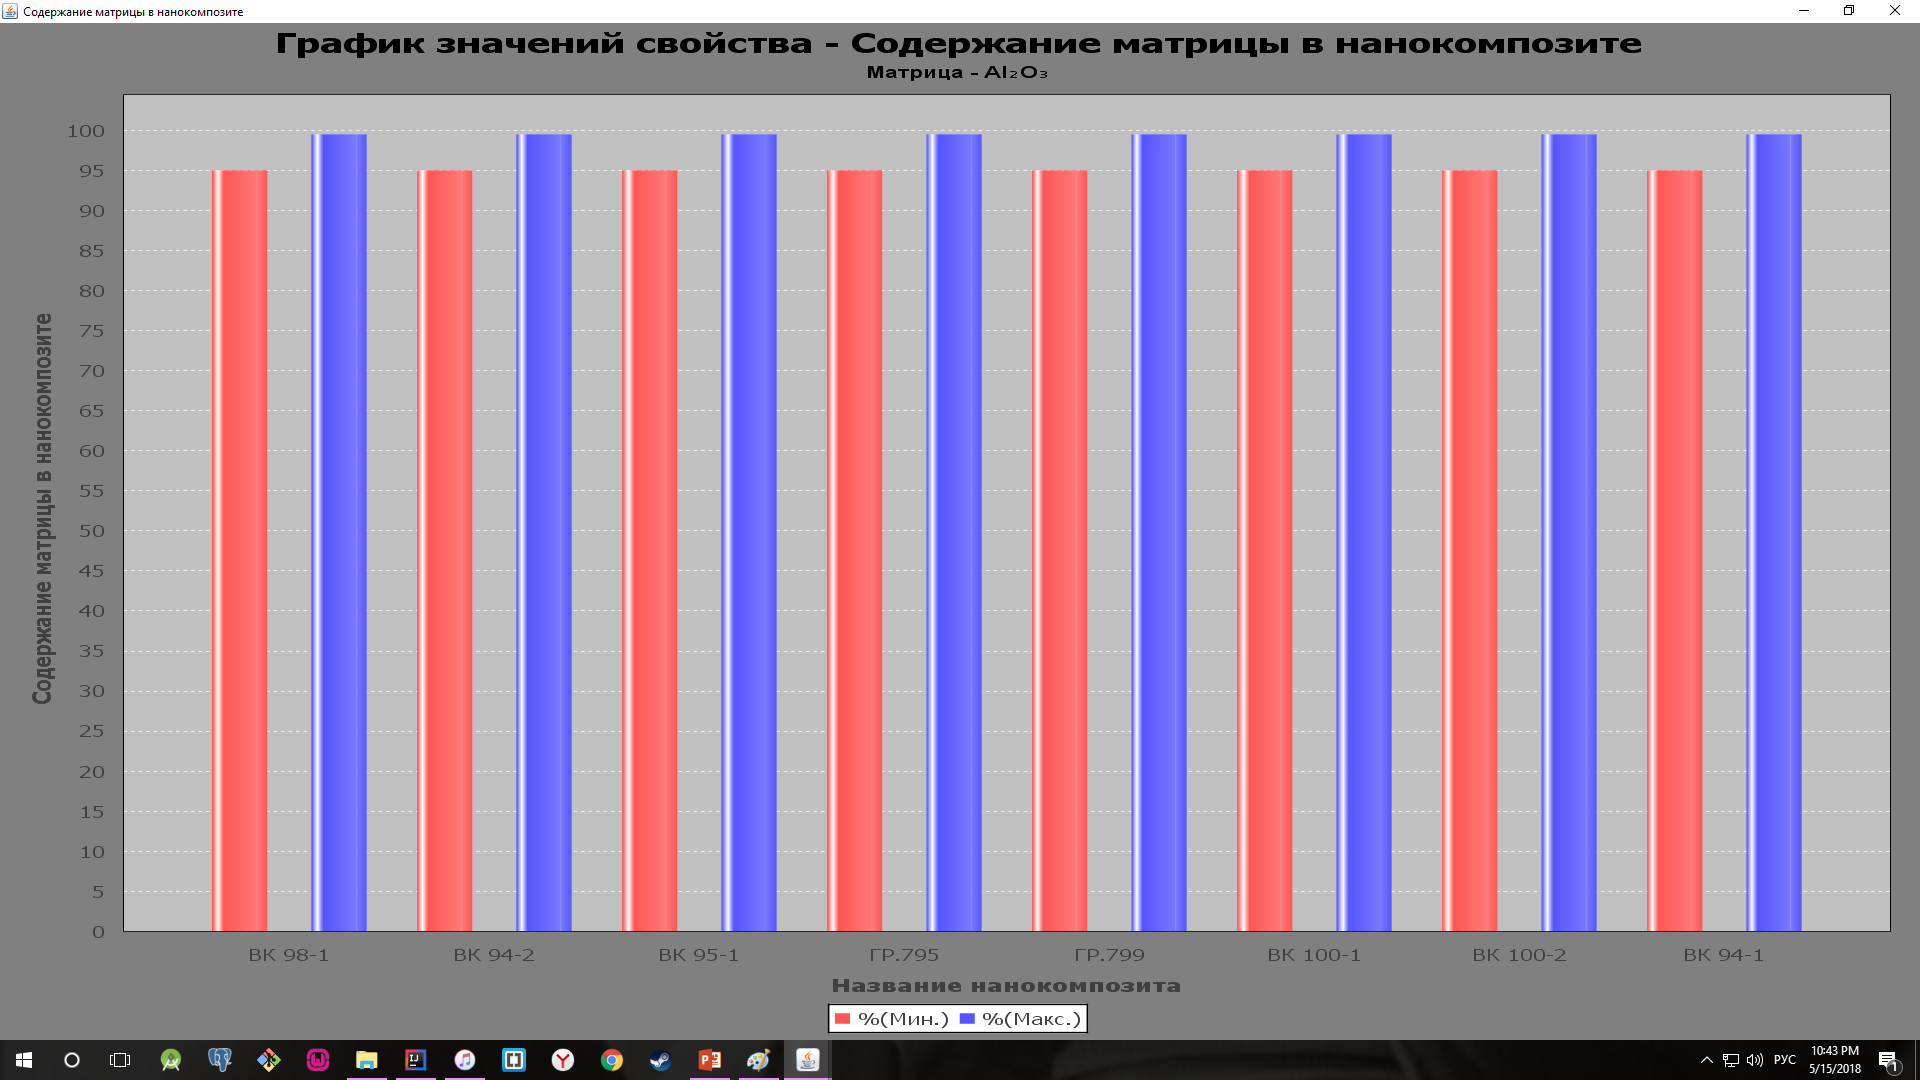 Содержание матрицы в нанокомпозите
График значений свойства - Содержание матрицы в нанокомпозите
Матрица - Al₂O₃
Содержание матрицы в нанокомпозите
100
95
90
85
80
75
70
65
60
55
50
45
40
35
30
25
20
15
10
5
0
ВК 98-1 ВК 94-2 ВК 95-1 ГР.795 ГР.799 ВК 100-1 ВК 100-2 ВК 94-1
Название нанокомпозита
%(Мин.) %(Макс.)
РУС
10:43 PM
5/15/2018
1